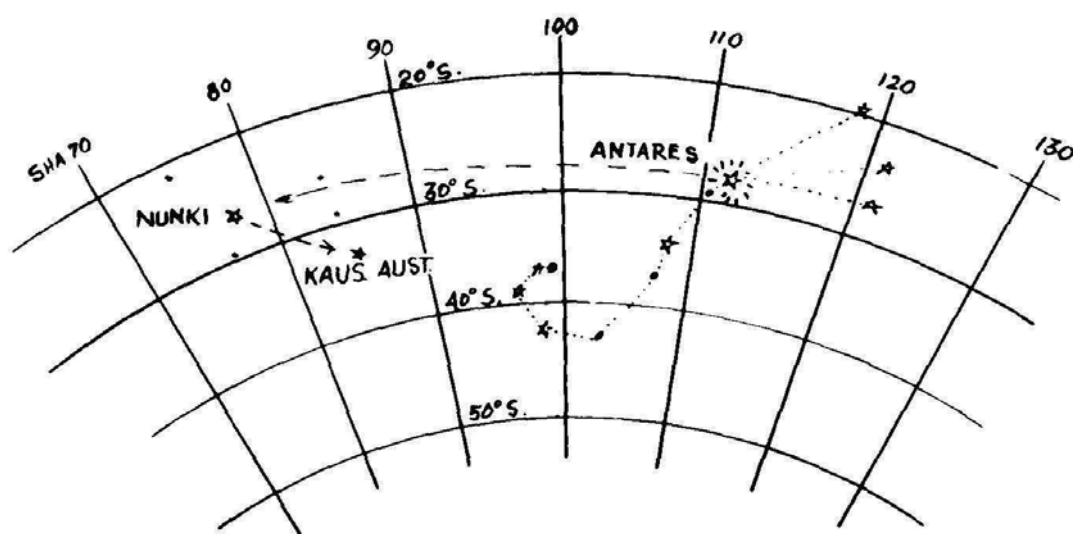 SHA 70
80
90
100
110
120
130
20° S.
ANTARES
30° S.
NUNKI
KAUS. AUST.
40° S.
50° S.